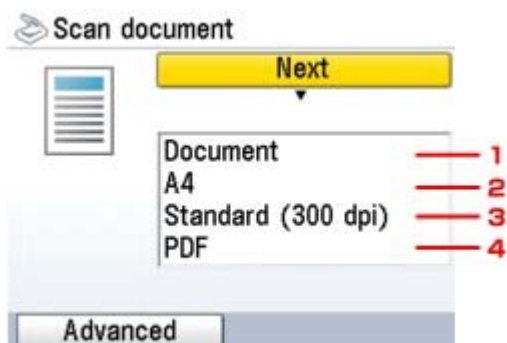 Scan document
Next
Document 1
A4 2
Standard (300 dpi) 3
PDF 4
Advanced